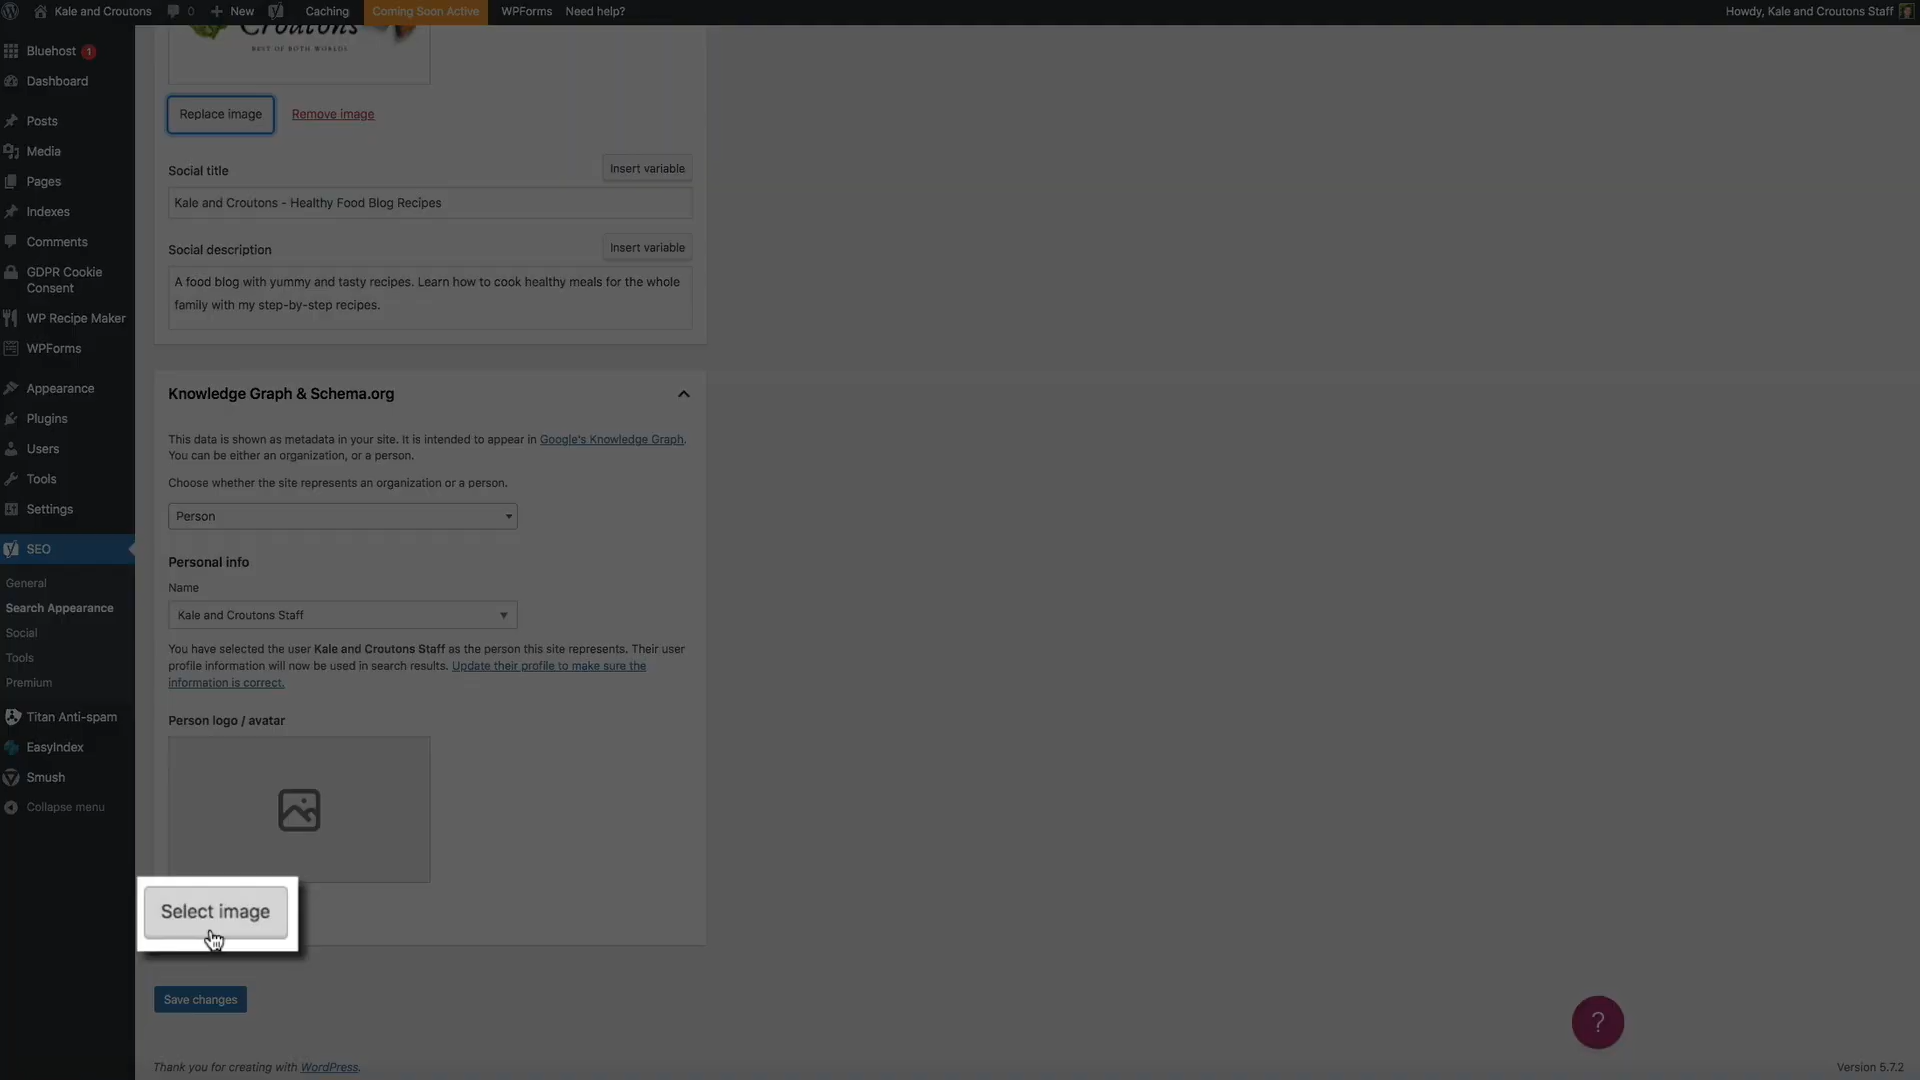 Kale and Croutons 0 New Caching Coming Soon Active WPForms Need help? Howdy, Kale and Croutons Staff
Bluehost 1
Dashboard
Posts
Media
Pages
Indexes
Comments
GDPR Cookie
Consent
WP Recipe Maker
WPForms
Appearance
Plugins
Users
Tools
Settings
SEO
General
Search Appearance
Social
Tools
Premium
Titan Anti-spam
EasyIndex
Smush
Collapse menu
Croutons
BEST OF BOTH WORLDS
Replace image Remove image
Social title Insert variable
Kale and Croutons - Healthy Food Blog Recipes
Social description Insert variable
A food blog with yummy and tasty recipes. Learn how to cook healthy meals for the whole
family with my step-by-step recipes.
Knowledge Graph & Schema.org
This data is shown as metadata in your site. It is intended to appear in Google's Knowledge Graph.
You can be either an organization, or a person.
Choose whether the site represents an organization or a person.
Person
Personal info
Name
Kale and Croutons Staff
You have selected the user Kale and Croutons Staff as the person this site represents. Their user
profile information will now be used in search results. Update their profile to make sure the
information is correct.
Person logo / avatar
Select image
Save changes
?
Thank you for creating with WordPress. Version 5.7.2